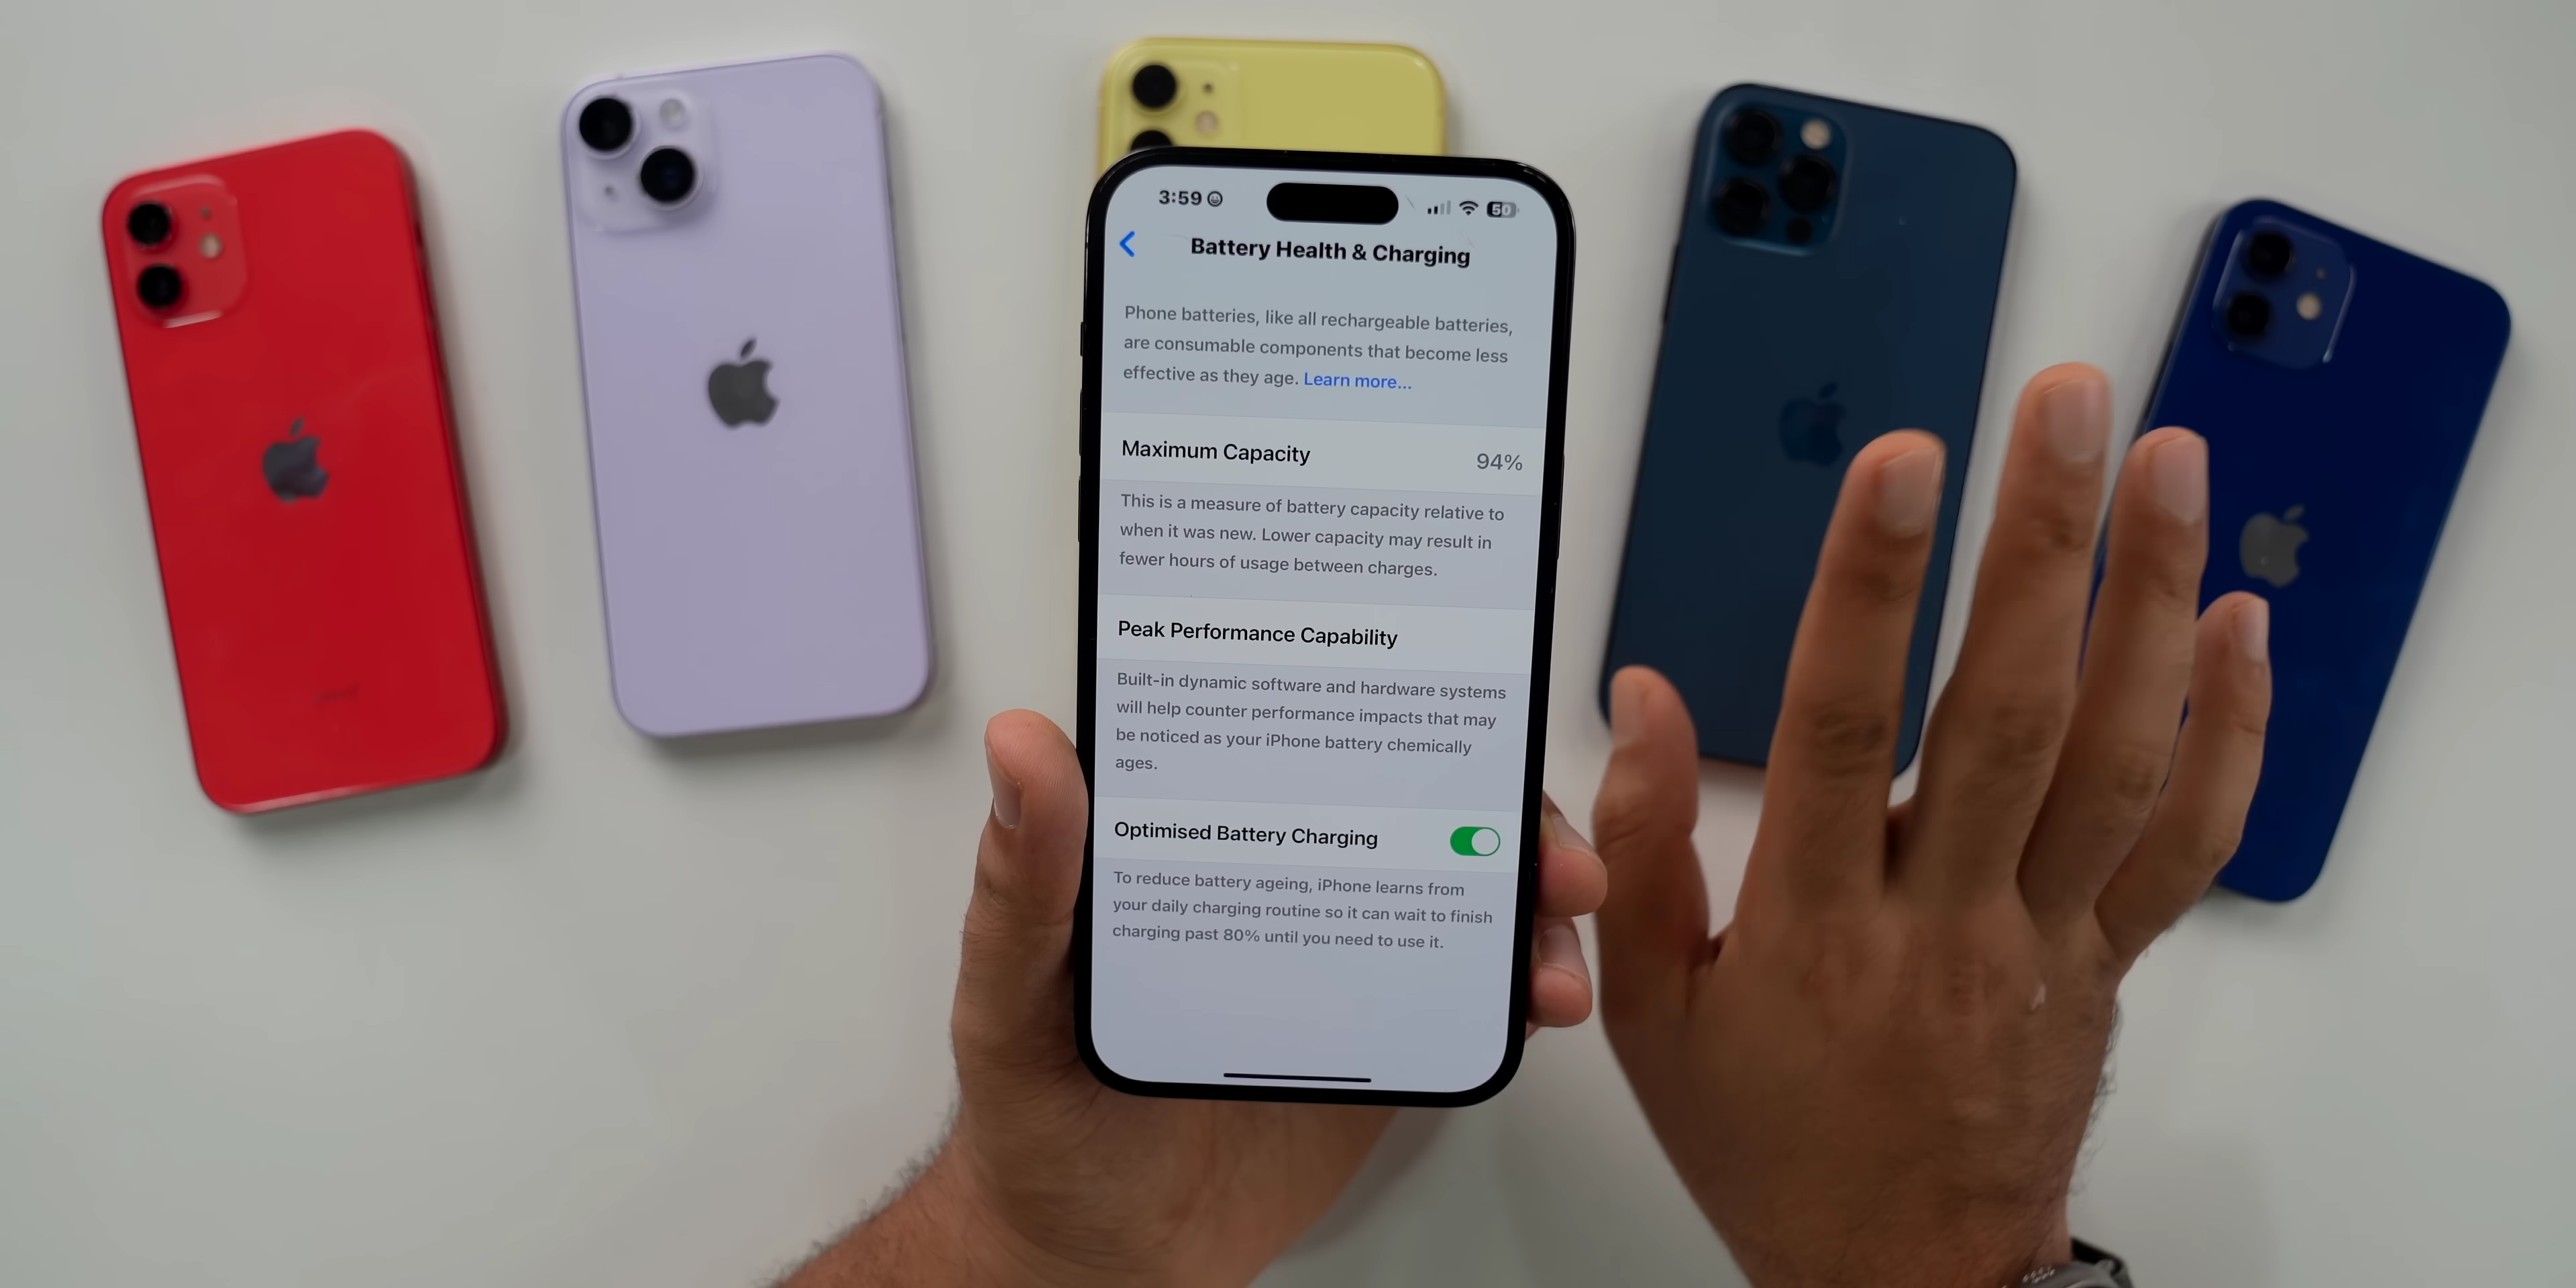 3:59
50
Battery Health & Charging
Phone batteries, like all rechargeable batteries,
are consumable components that become less
effective as they age. Learn more...
Maximum Capacity 94%
This is a measure of battery capacity relative to
when it was new. Lower capacity may result in
fewer hours of usage between charges.
Peak Performance Capability
Built-in dynamic software and hardware systems
will help counter performance impacts that may
be noticed as your iPhone battery chemically
ages.
Optimised Battery Charging
To reduce battery ageing, iPhone learns from
your daily charging routine so it can wait to finish
charging past 80% until you need to use it.